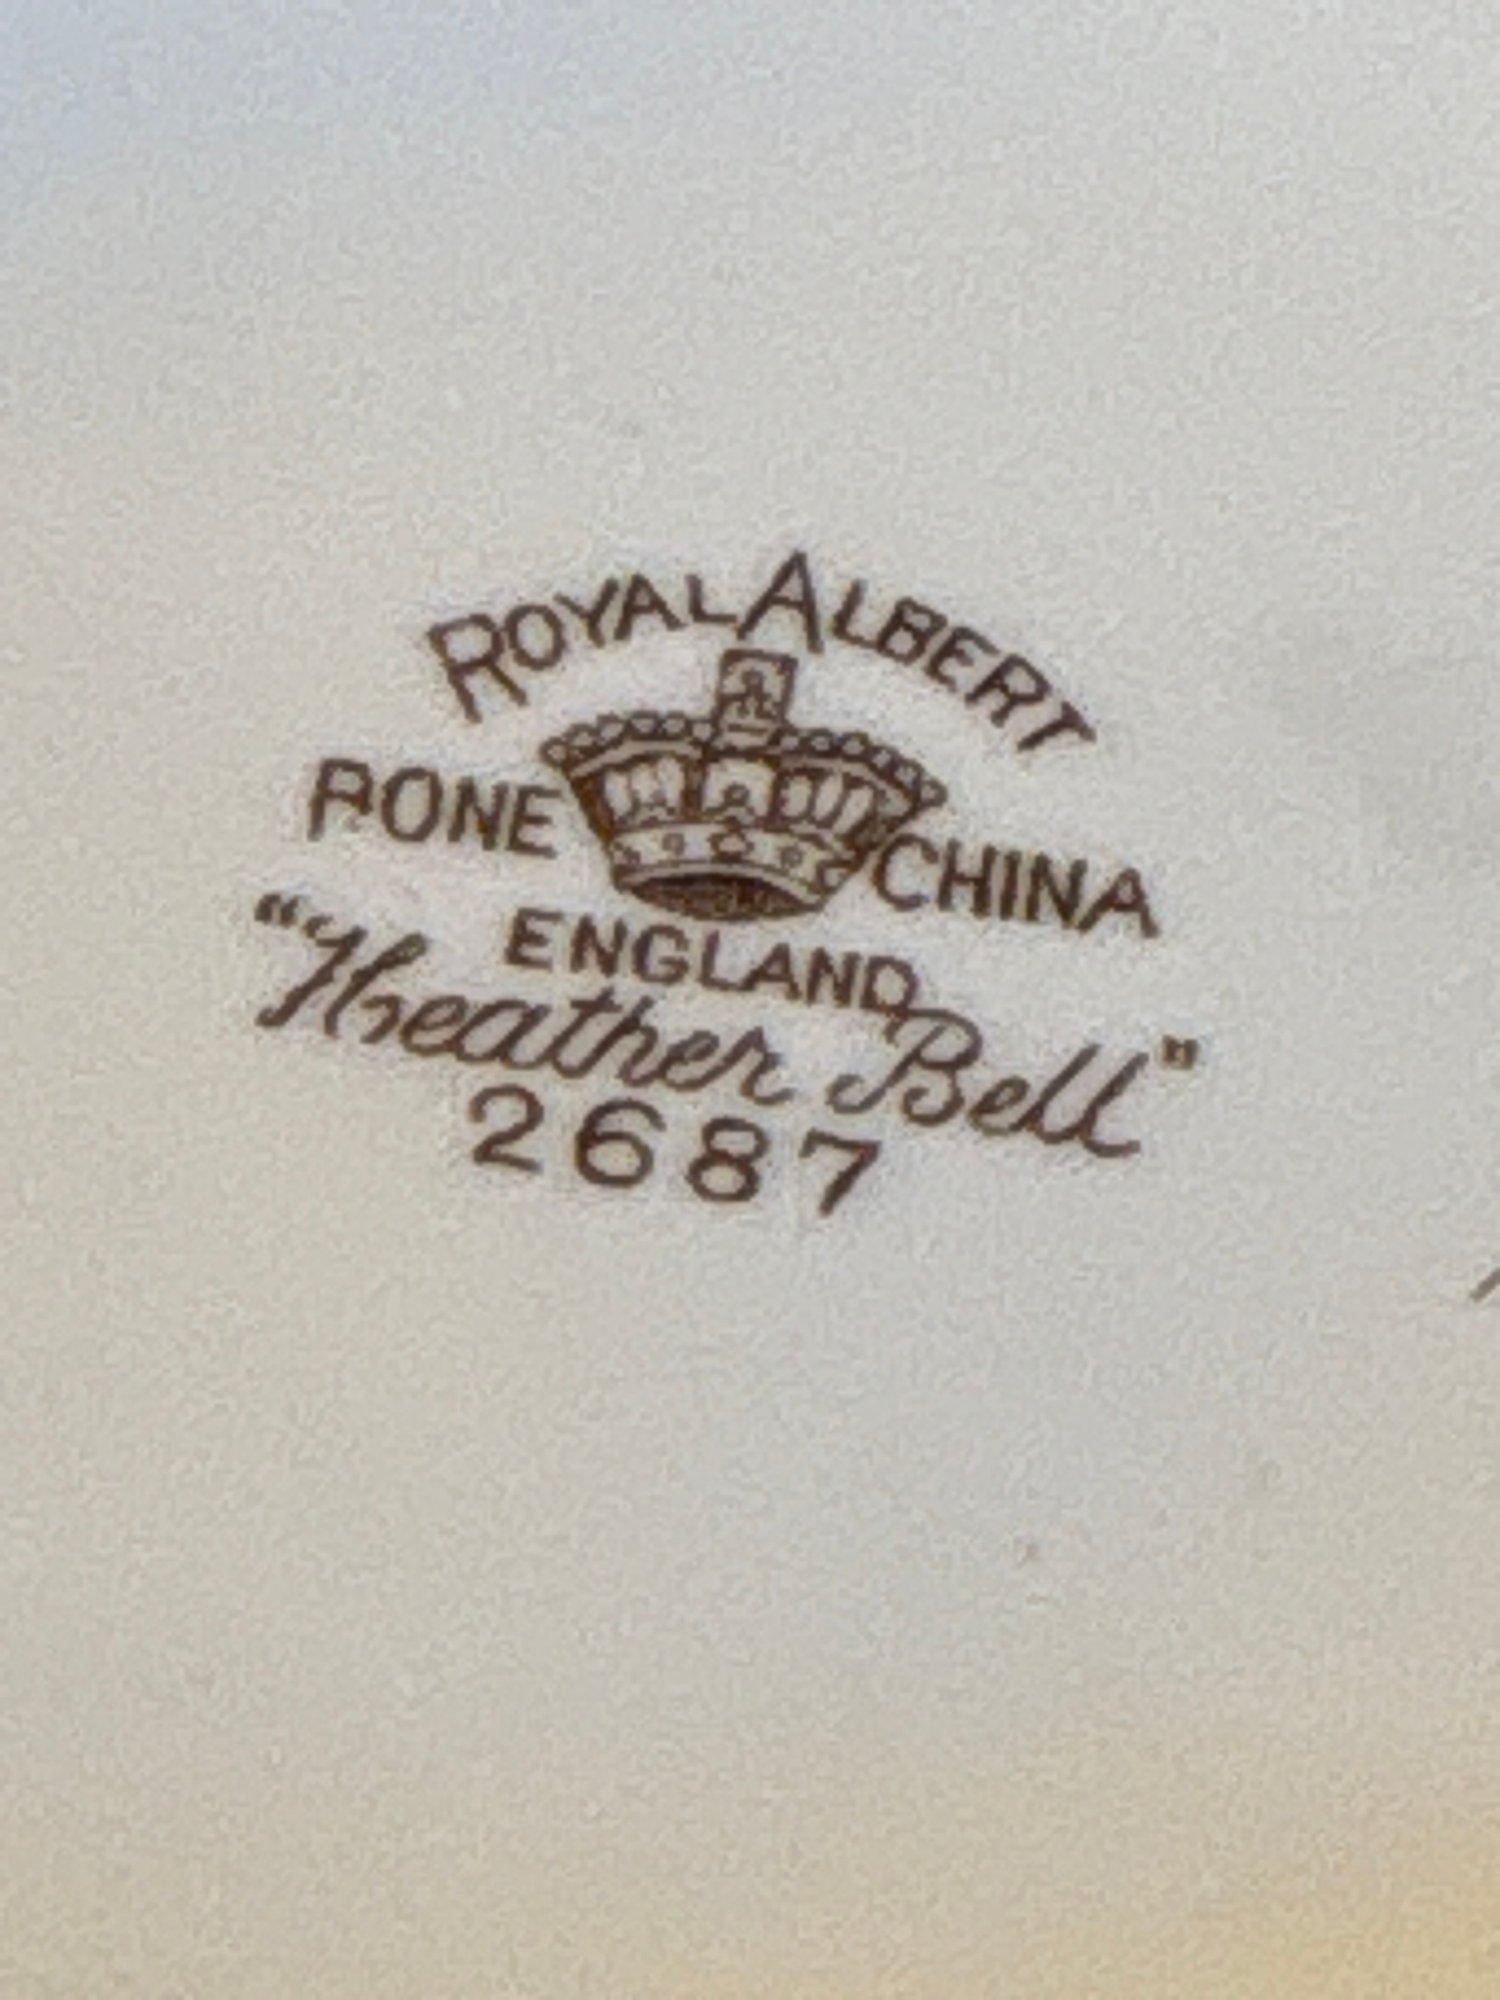 ROYAL ALBERT
BONE CHINA
ENGLAND
"Heather Bell"
2687